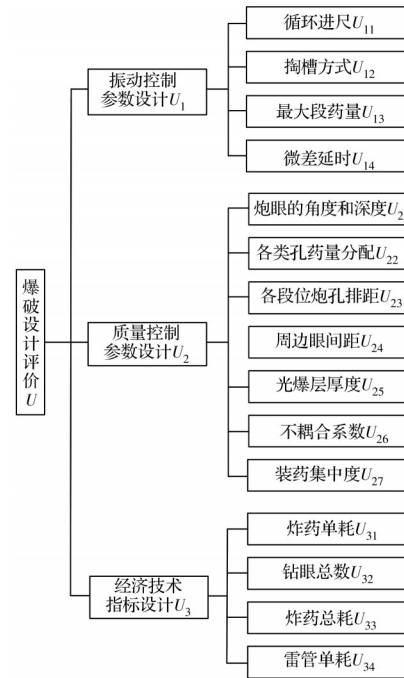 爆破设计评价U
振动控制
参数设计U₁
循环进尺U₁₁
掏槽方式U₁₂
最大段药量U₁₃
微差延时U₁₄
质量控制
参数设计U₂
炮眼的角度和深度U₂
各类孔药量分配U₂₂
各段位炮孔排距U₂₃
周边眼间距U₂₄
光爆层厚度U₂₅
不耦合系数U₂₆
装药集中度U₂₇
经济技术
指标设计U₃
炸药单耗U₃₁
钻眼总数U₃₂
炸药总耗U₃₃
雷管单耗U₃₄